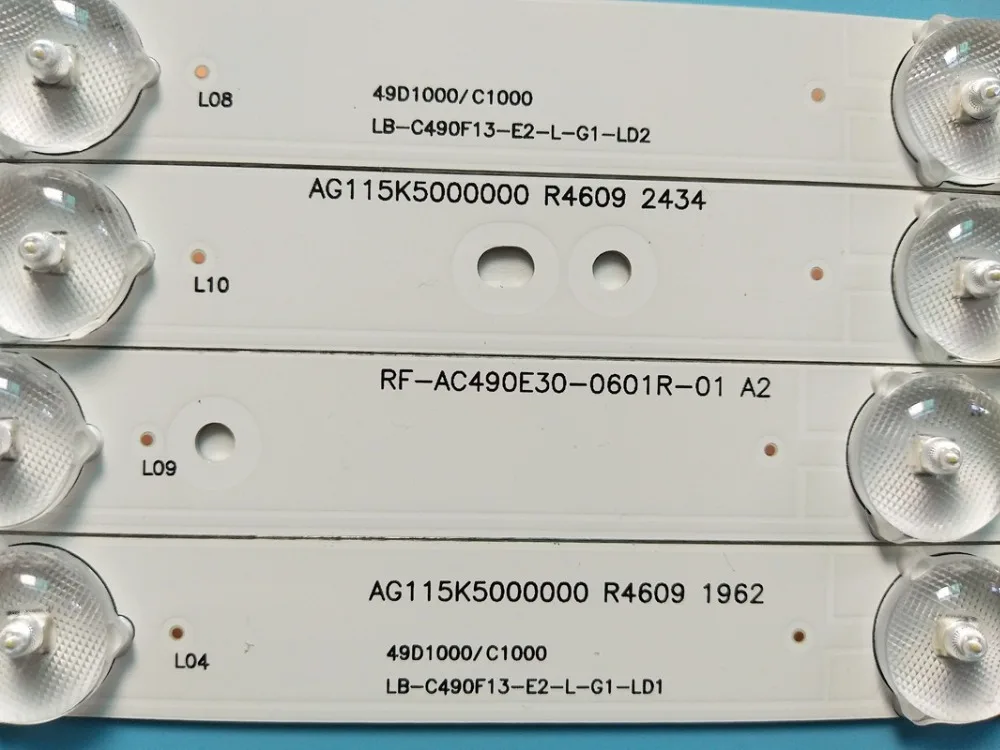 49D1000/C1000
L08
LB-C490F13-E2-L-G1-LD2
AG115K5000000 R4609 2434
L10
RF-AC490E30-0601R-01 A2
L09
AG115K5000000 R4609 1962
49D1000/C1000
L04
LB-C490F13-E2-L-G1-LD1